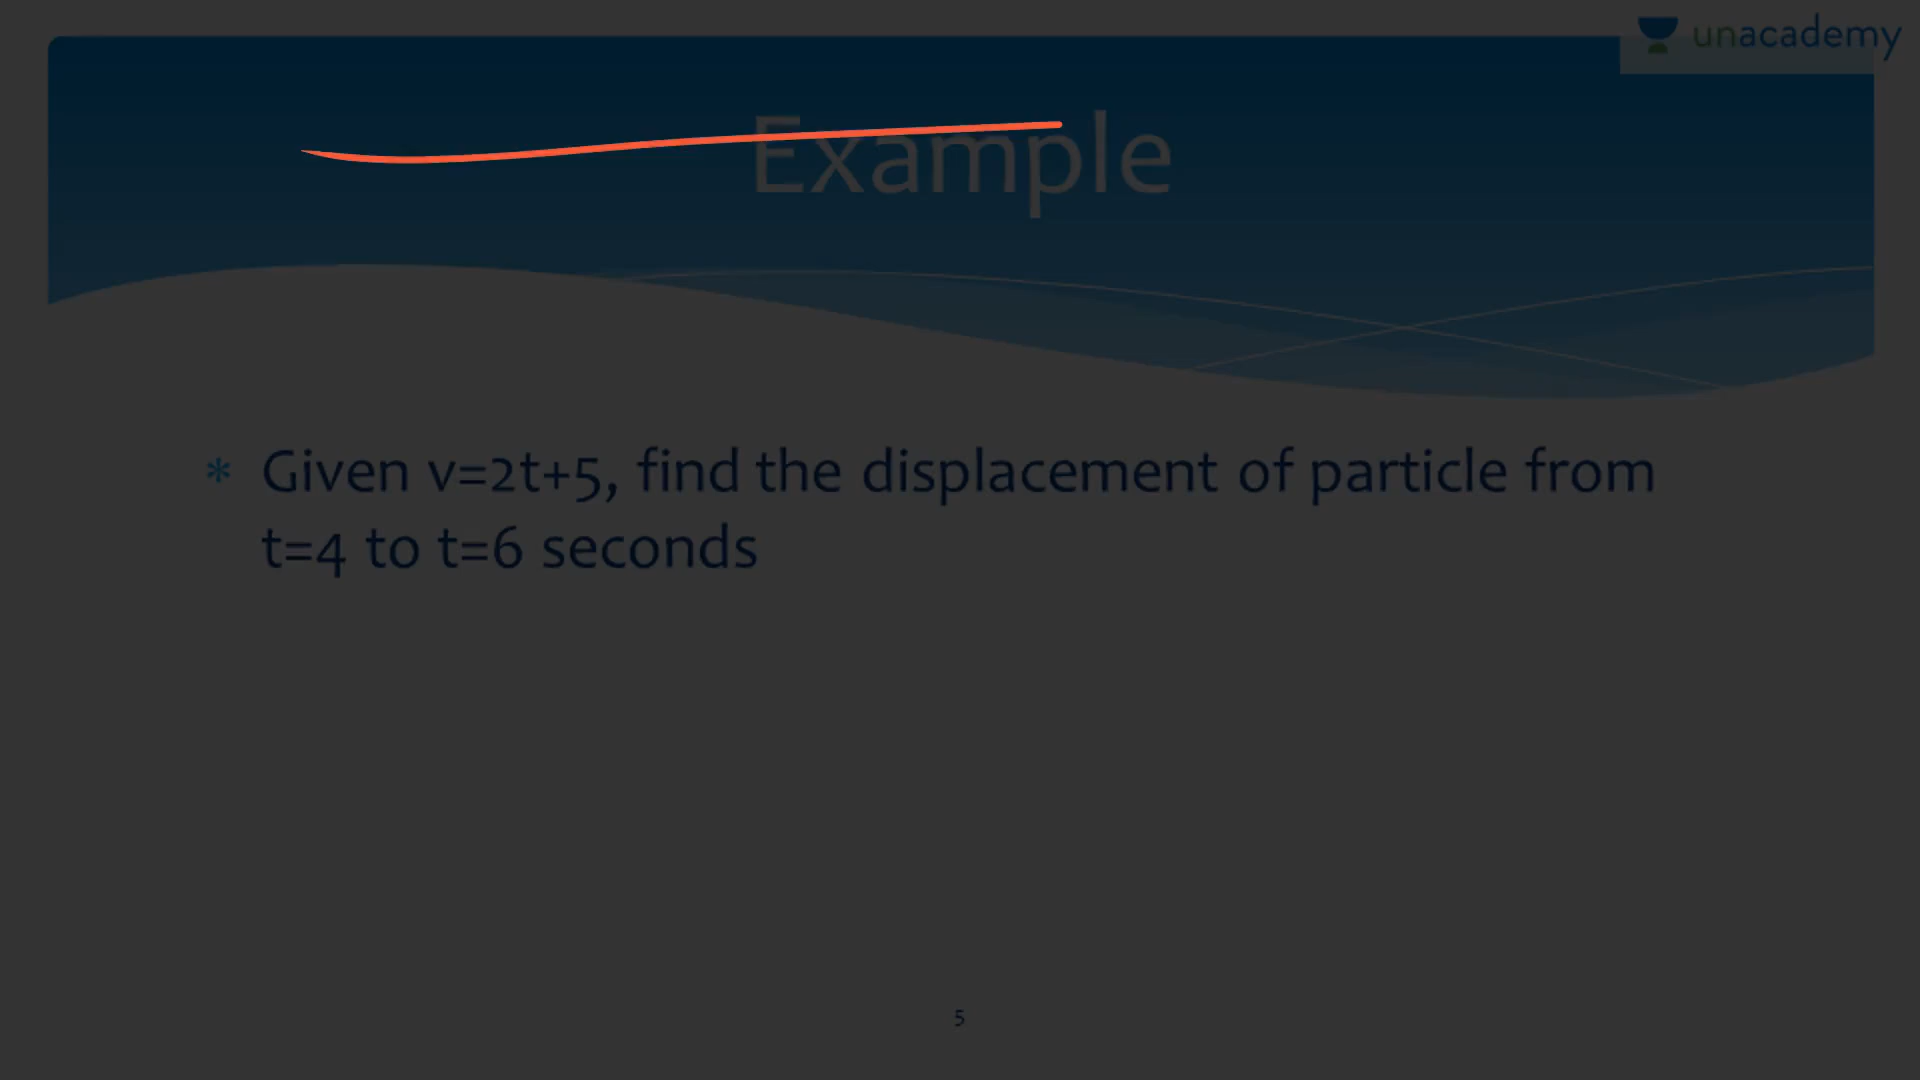 unacademy
Example
* Given v=2t+5, find the displacement of particle from
t=4 to t=6 seconds
5